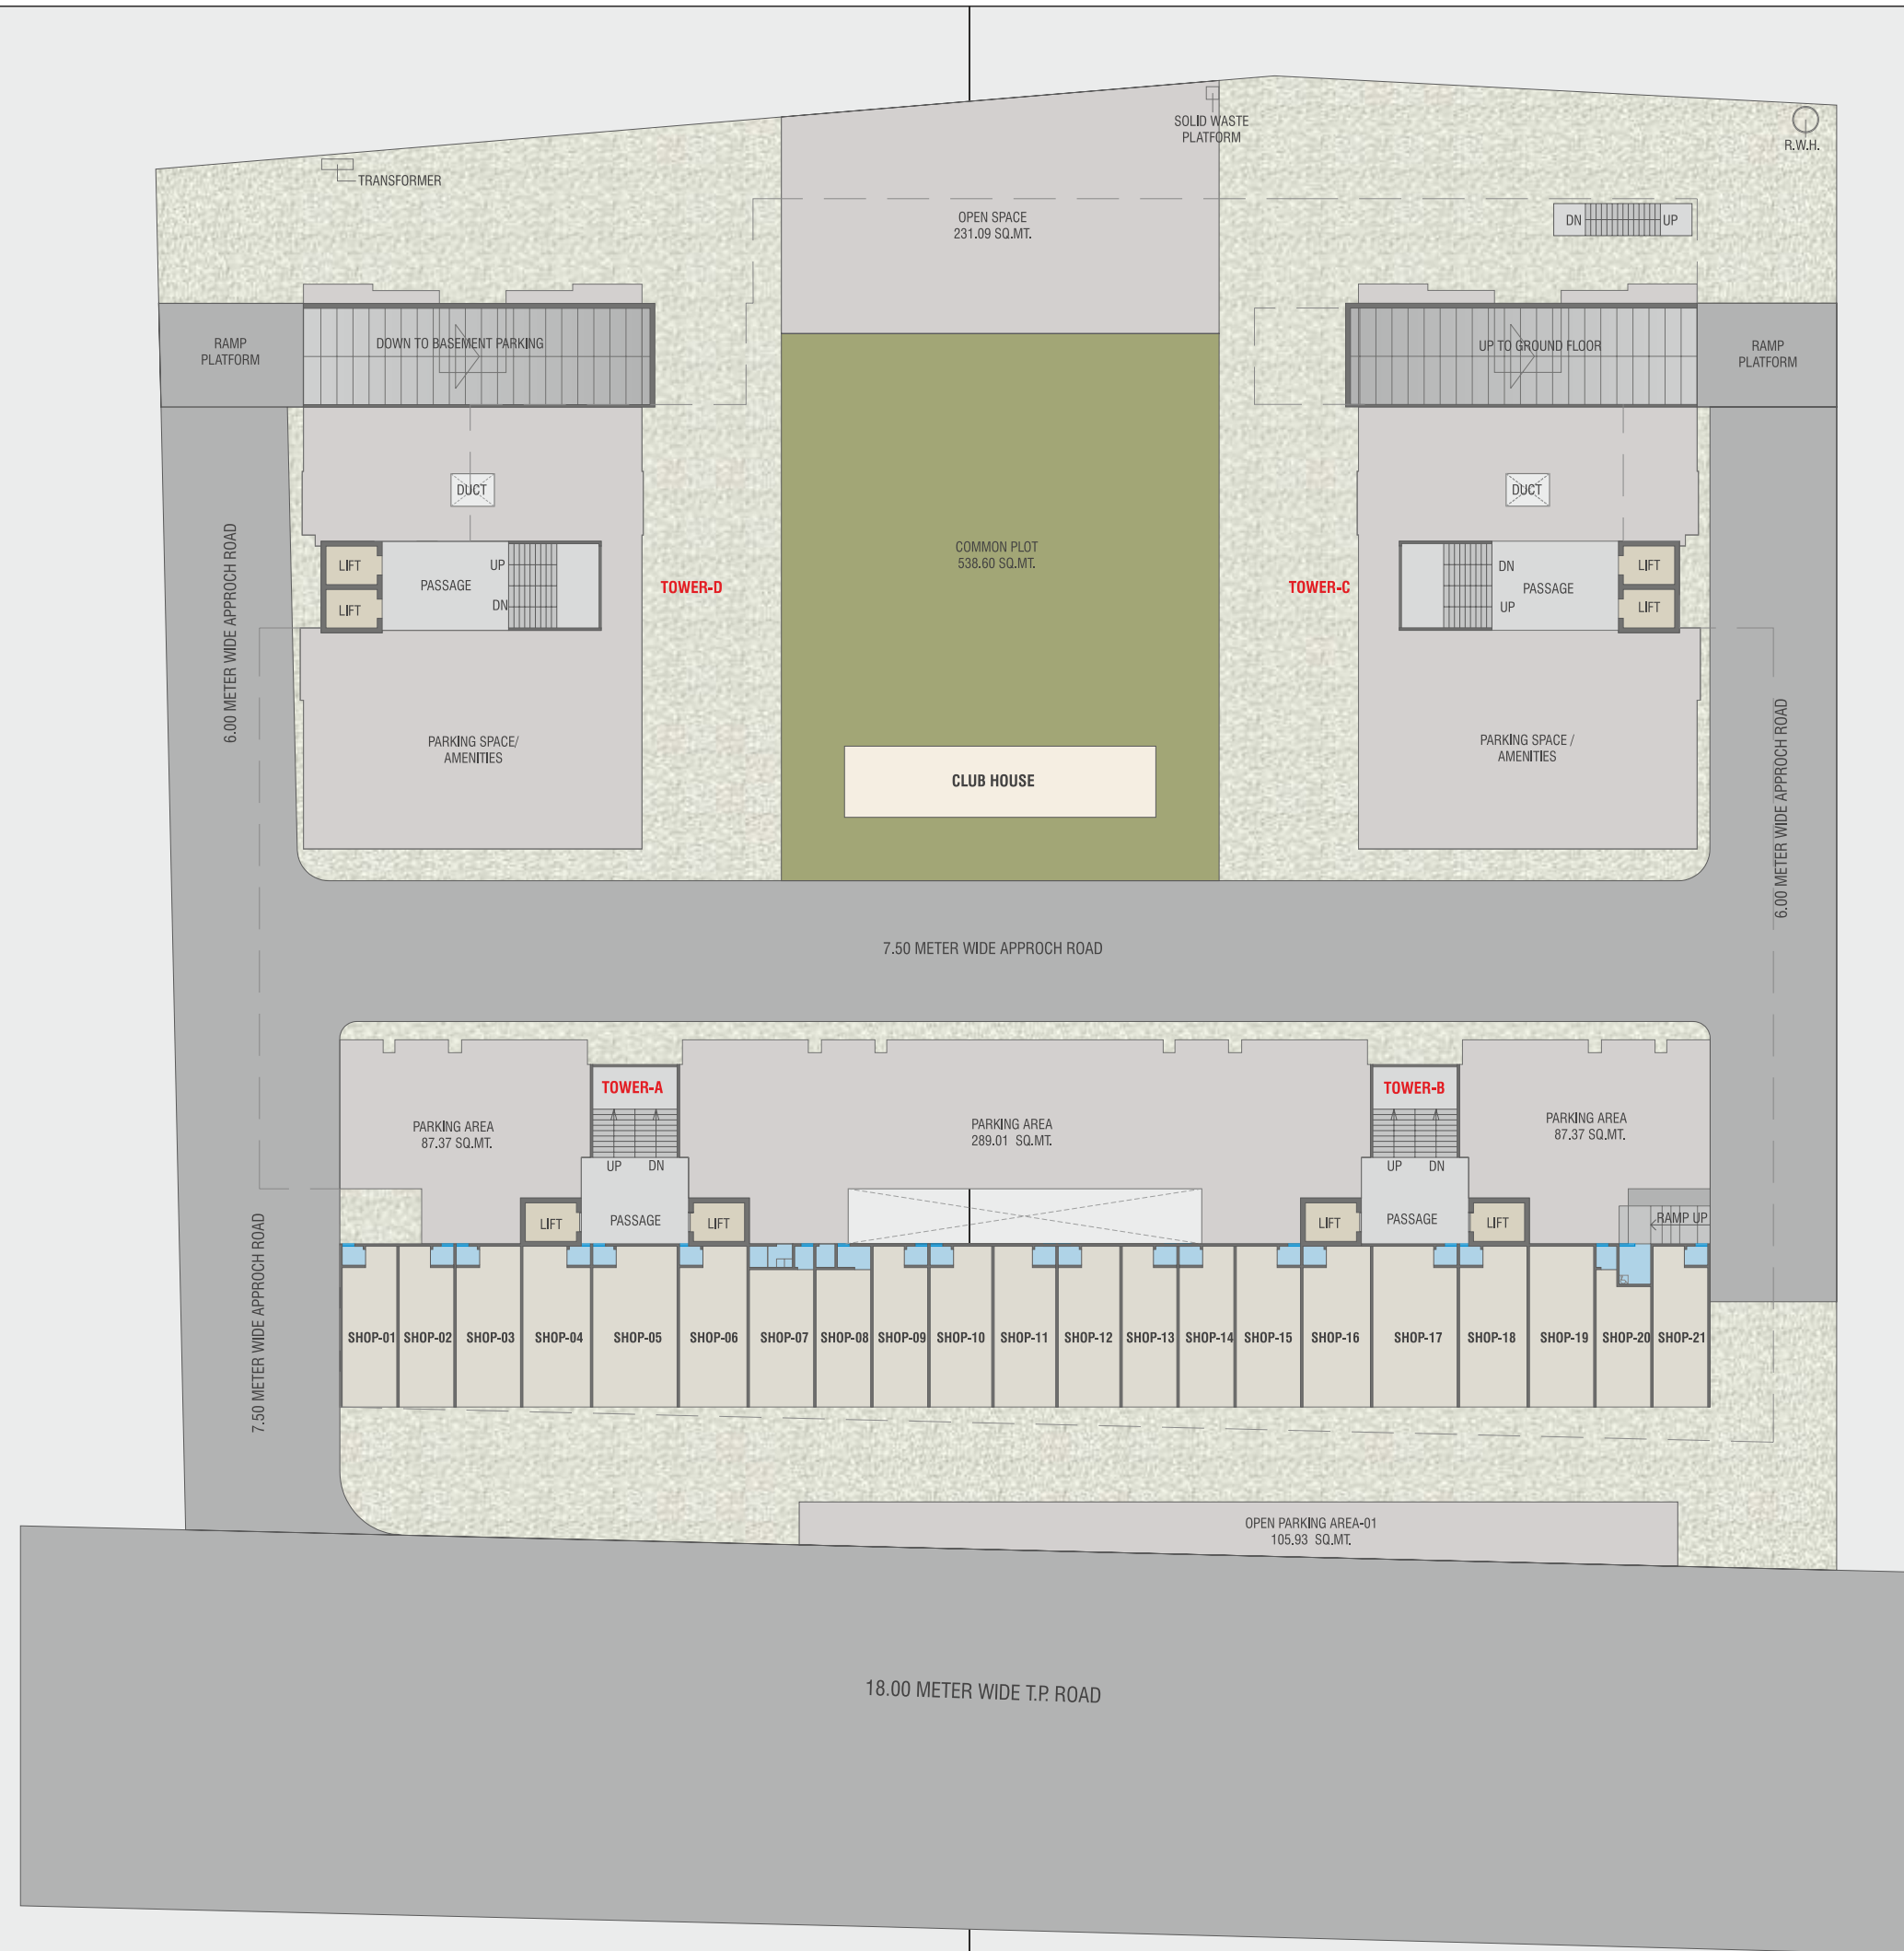 SOLID WASTE
PLATFORM
R.W.H.
TRANSFORMER
OPEN SPACE
231.09 SQ.MT.
DN
UP
RAMP
PLATFORM
DOWN TO BASEMENT PARKING
UP TO GROUND FLOOR
RAMP
PLATFORM
DUCT
DUCT
6.00 METER WIDE APPROCH ROAD
LIFT
LIFT
PASSAGE
UP
DN
TOWER-D
COMMON PLOT
538.60 SQ.MT.
TOWER-C
DN
UP
PASSAGE
LIFT
LIFT
PARKING SPACE/
AMENITIES
CLUB HOUSE
PARKING SPACE /
AMENITIES
6.00 METER WIDE APPROCH ROAD
7.50 METER WIDE APPROCH ROAD
TOWER-A
TOWER-B
PARKING AREA
87.37 SQ.MT.
PARKING AREA
289.01 SQ.MT.
PARKING AREA
87.37 SQ.MT.
UP
DN
UP
DN
LIFT
PASSAGE
LIFT
LIFT
PASSAGE
LIFT
RAMP UP
7.50 METER WIDE APPROCH ROAD
SHOP-01
SHOP-02
SHOP-03
SHOP-04
SHOP-05
SHOP-06
SHOP-07
SHOP-08
SHOP-09
SHOP-10
SHOP-11
SHOP-12
SHOP-13
SHOP-14
SHOP-15
SHOP-16
SHOP-17
SHOP-18
SHOP-19
SHOP-20
SHOP-21
OPEN PARKING AREA-01
105.93 SQ.MT.
18.00 METER WIDE T.P. ROAD